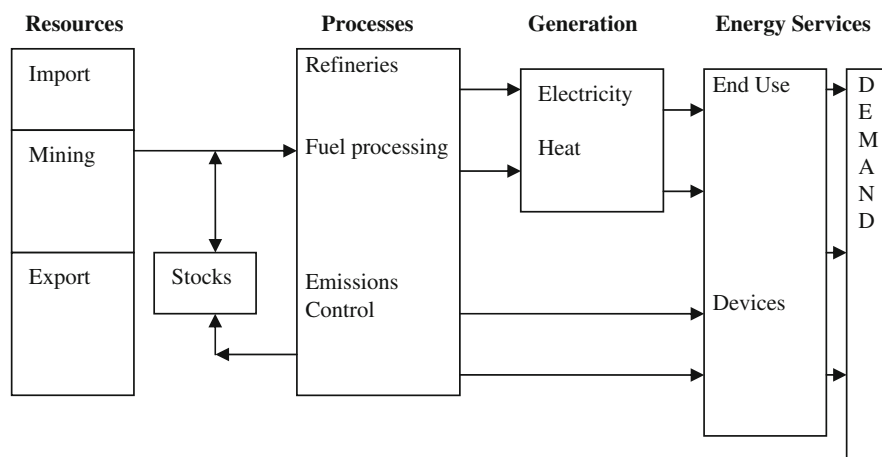 Resources
Processes
Generation
Energy Services
Import
Mining
Export
Stocks
Refineries
Fuel processing
Emissions
Control
Electricity
Heat
End Use
Devices
D
E
M
A
N
D